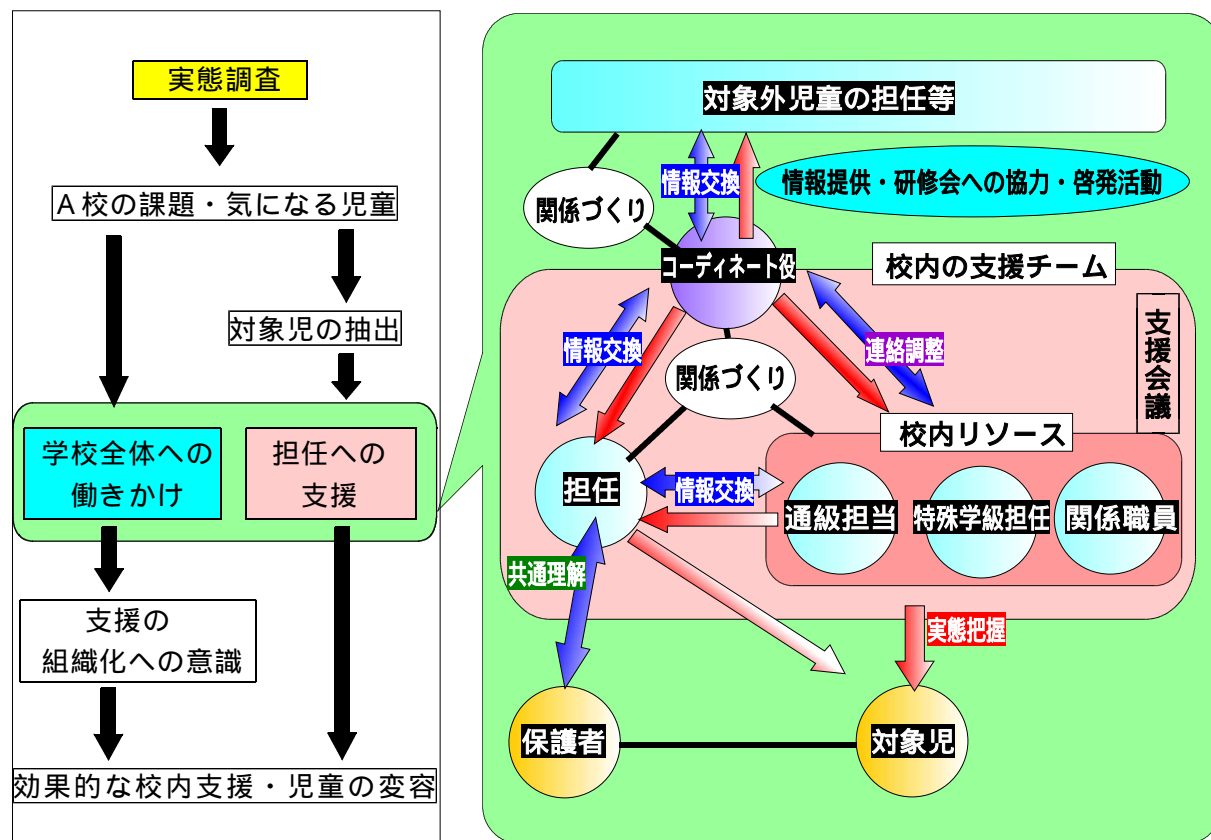 実態調査
A校の課題・気になる児童
対象児の抽出
学校全体への
働きかけ
担任への
支援
支援の
組織化への意識
効果的な校内支援・児童の変容
対象外児童の担任等
情報交換
情報提供・研修会への協力・啓発活動
関係づくり
コーディネート役
校内の支援チーム
支援会議
情報交換
関係づくり
連絡調整
校内リソース
担任
情報交換
通級担当
特殊学級担任
関係職員
共通理解
実態把握
保護者
対象児